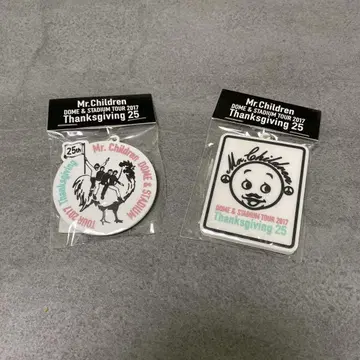 Mr.Children
DOME & STADIUM TOUR 2017
Thanksgiving 25
25th
Mr. Children DOME & STADIUM
TOUR 2017 Thanksgiving
Mr.Children
DOME & STADIUM TOUR 2017
Thanksgiving 25
Mr.Children
DOME & STADIUM TOUR 2017
Thanksgiving 25